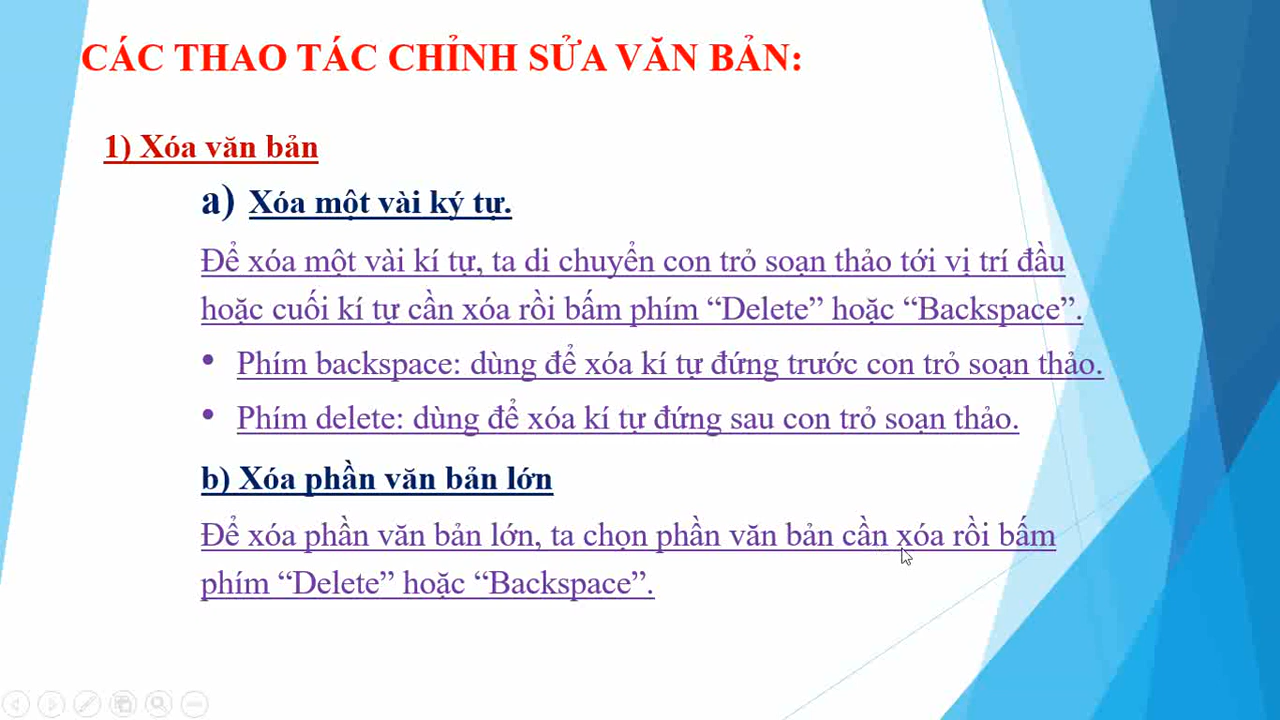 CÁC THAO TÁC CHỈNH SỬA VĂN BẢN:
1) Xóa văn bản
a) Xóa một vài ký tự.
Để xóa một vài kí tự, ta di chuyển con trỏ soạn thảo tới vị trí đầu
hoặc cuối kí tự cần xóa rồi bấm phím “Delete” hoặc “Backspace”.
• Phím backspace: dùng để xóa kí tự đứng trước con trỏ soạn thảo.
• Phím delete: dùng để xóa kí tự đứng sau con trỏ soạn thảo.
b) Xóa phần văn bản lớn
Để xóa phần văn bản lớn, ta chọn phần văn bản cần xóa rồi bấm
phím “Delete” hoặc “Backspace”.